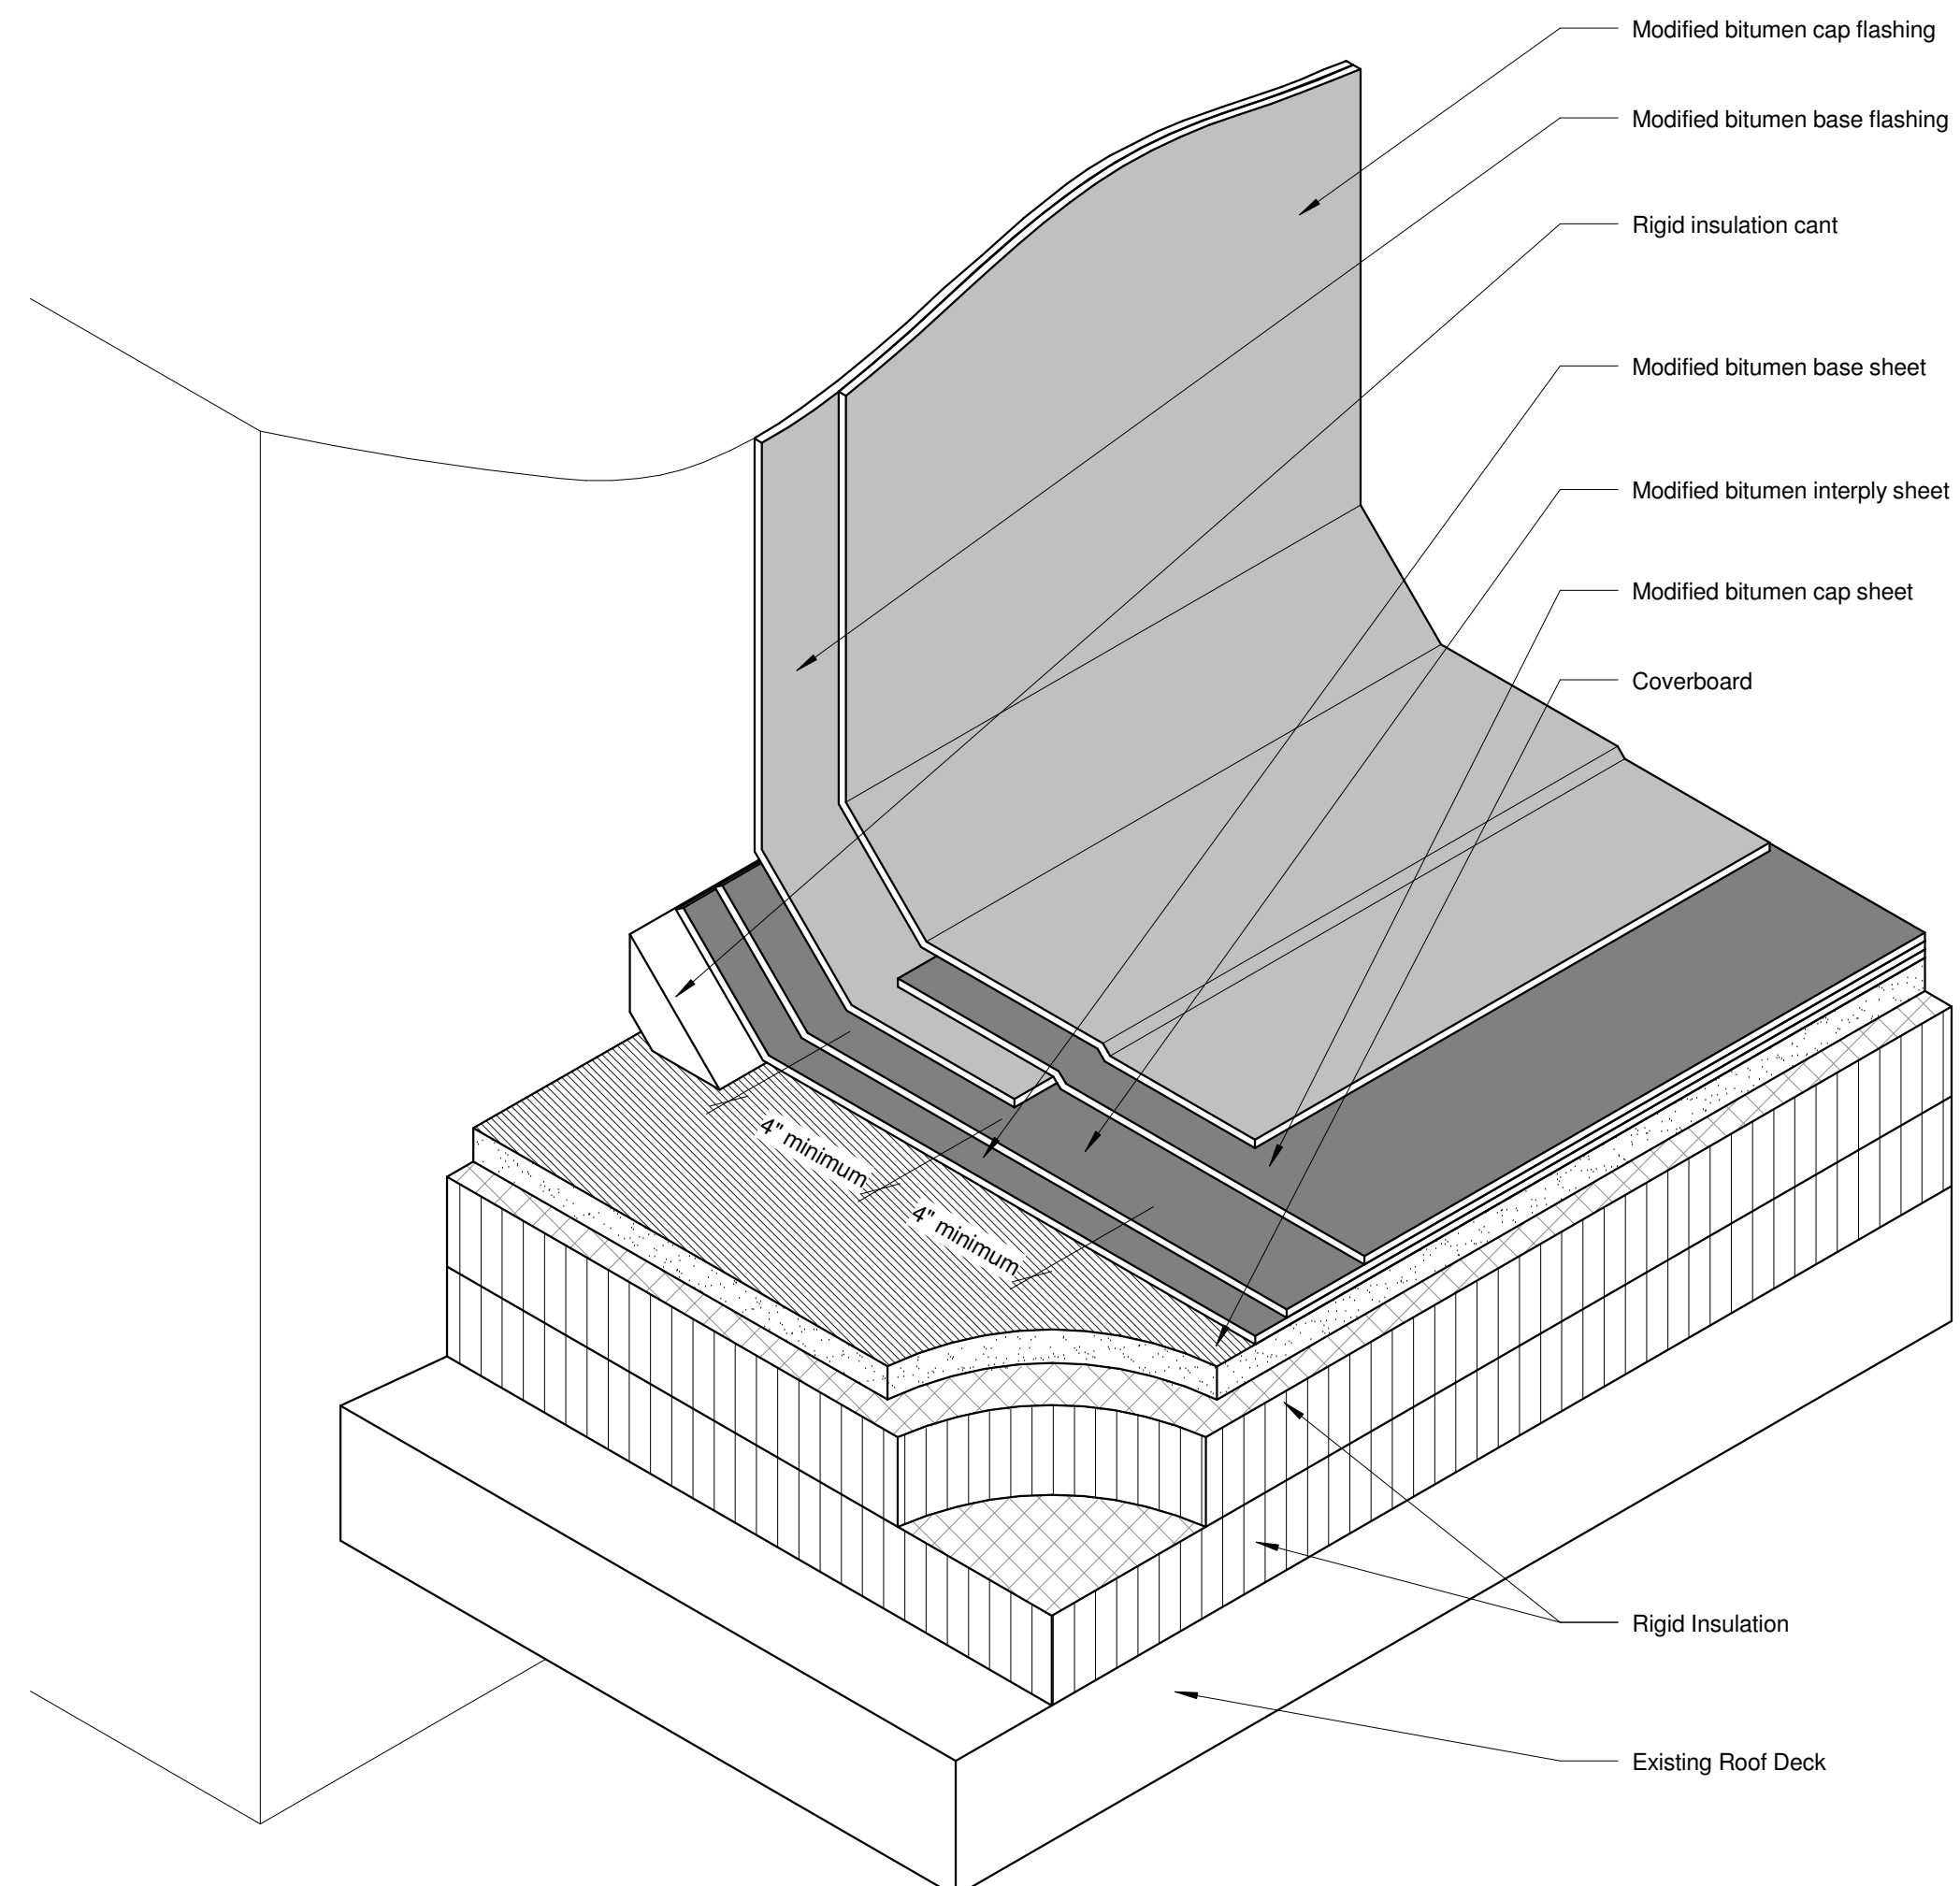 Modified bitumen cap flashing
Modified bitumen base flashing
Rigid insulation cant
Modified bitumen base sheet
Modified bitumen interply sheet
Modified bitumen cap sheet
Coverboard
4" minimum
4" minimum
Rigid Insulation
Existing Roof Deck